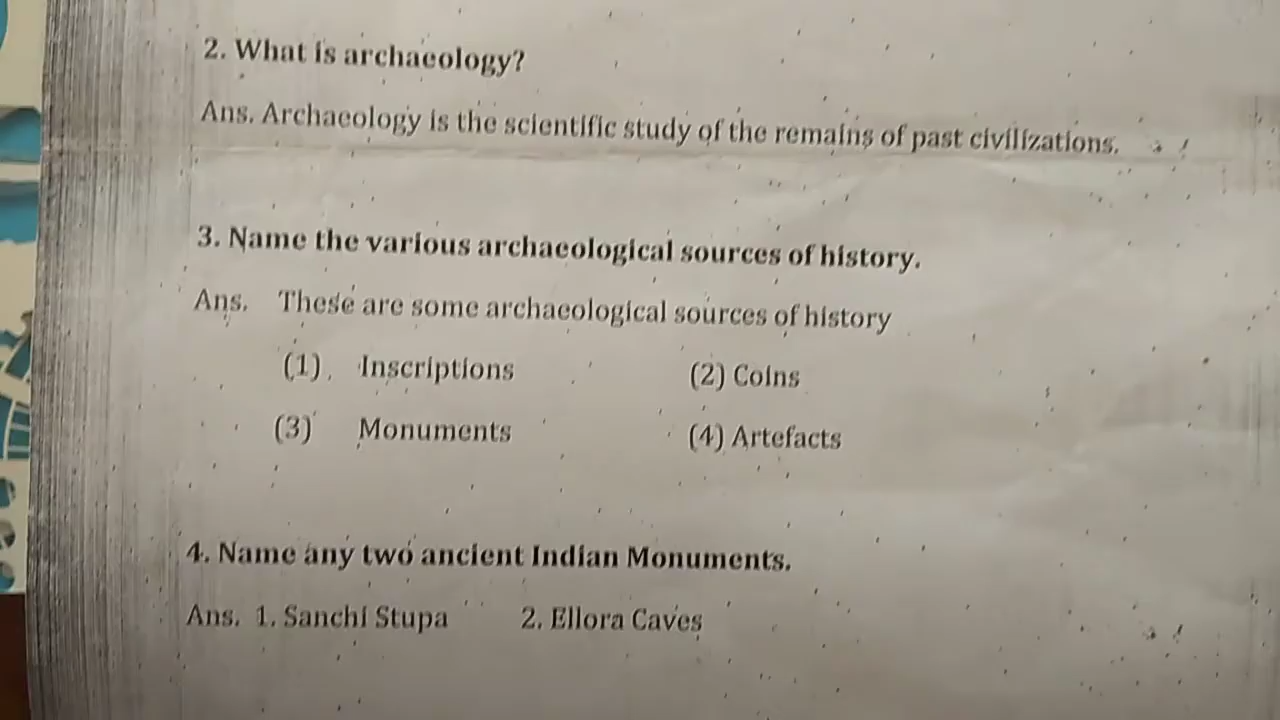 2. What is archaeology?
Ans. Archaeology is the scientific study of the remains of past civilizations.
3. Name the various archaeological sources of history.
Ans. These are some archaeological sources of history
(1) Inscriptions (2) Coins
(3) Monuments (4) Artefacts
4. Name any two ancient Indian Monuments.
Ans. 1. Sanchi Stupa 2. Ellora Caves